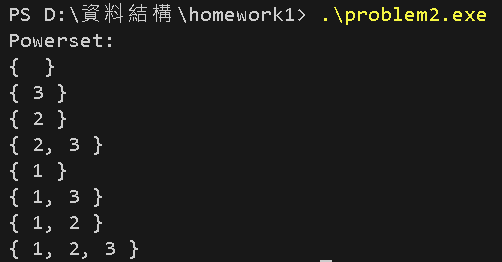 PS D:\資料結構\homework1> .\problem2.exe
Powerset:
{  }
{ 3 }
{ 2 }
{ 2, 3 }
{ 1 }
{ 1, 3 }
{ 1, 2 }
{ 1, 2, 3 }